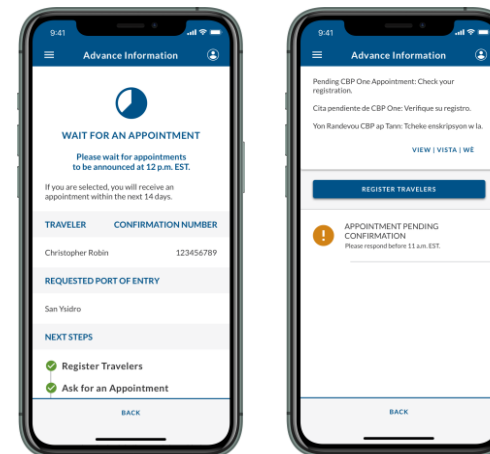 9:41
Advance Information
WAIT FOR AN APPOINTMENT
Please wait for appointments
to be announced at 12 p.m. EST.
If you are selected, you will receive an
appointment within the next 14 days.
TRAVELER CONFIRMATION NUMBER
Christopher Robin 123456789
REQUESTED PORT OF ENTRY
San Ysidro
NEXT STEPS
Register Travelers
Ask for an Appointment
BACK
9:41
Advance Information
Pending CBP One Appointment: Check your
registration.
Cita pendiente de CBP One: Verifique su registro.
Yon Randevou CBP ap Tann: Tcheke enskripsyon w la.
VIEW | VISTA | WÈ
REGISTER TRAVELERS
APPOINTMENT PENDING
CONFIRMATION
Please respond before 11 a.m. EST.
BACK